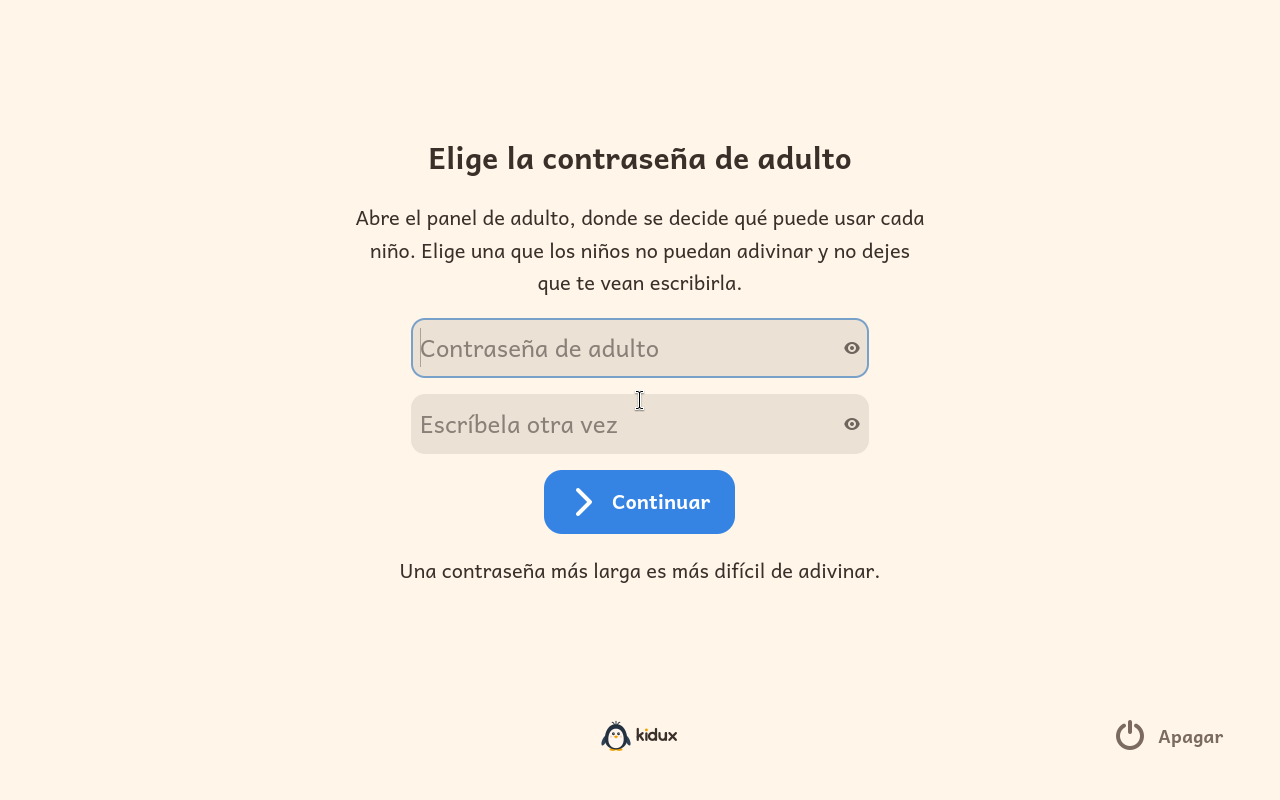 Elige la contraseña de adulto
Abre el panel de adulto, donde se decide qué puede usar cada
niño. Elige una que los niños no puedan adivinar y no dejes
que te vean escribirla.
Contraseña de adulto
Escríbela otra vez
Continuar
Una contraseña más larga es más difícil de adivinar.
kidux
Apagar